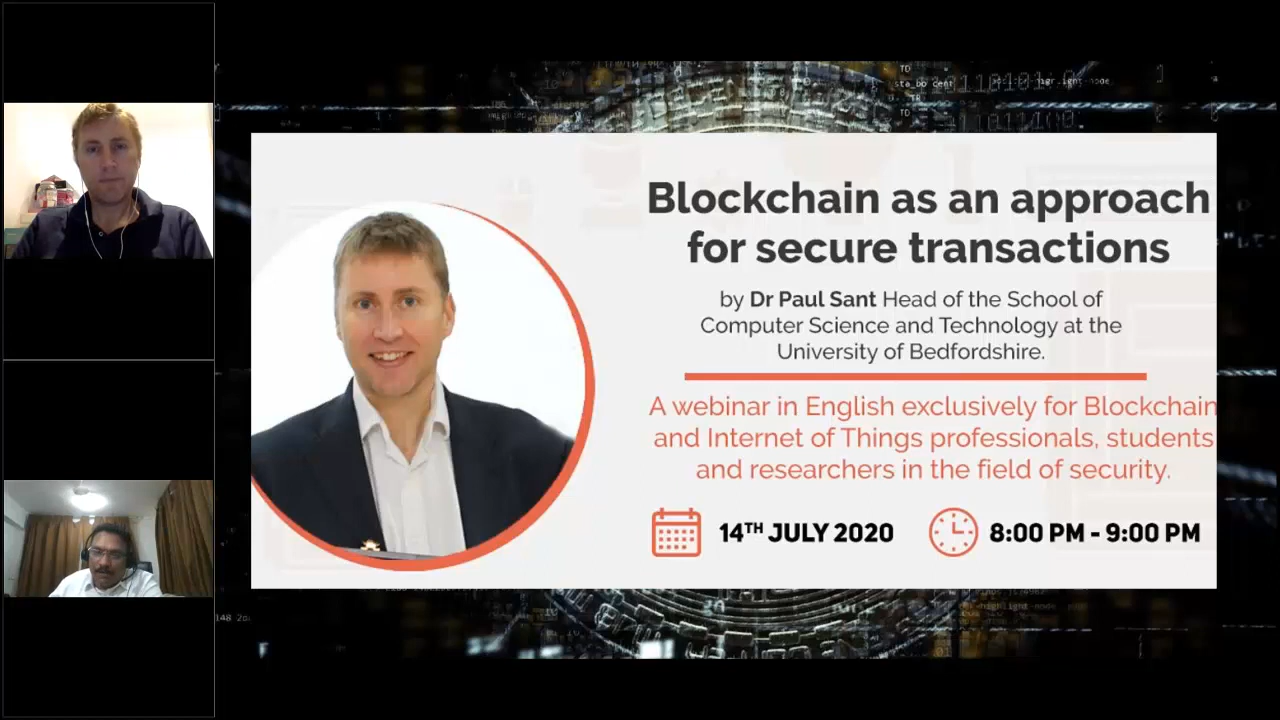 TD
TD
Blockchain as an approach
for secure transactions
by Dr Paul Sant Head of the School of
Computer Science and Technology at the
University of Bedfordshire.
A webinar in English exclusively for Blockchain
and Internet of Things professionals, students
and researchers in the field of security.
14TH JULY 2020
8:00 PM - 9:00 PM